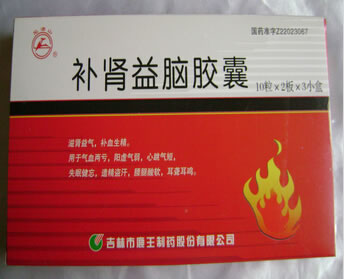 国药准字Z22023087
补肾益脑胶囊
10粒×2板×3小盒
滋肾益气，补血生精。
用于气血两亏，阳虚气弱，心跳气短，
失眠健忘，遗精盗汗，腰腿酸软，耳聋耳鸣。
吉林市鹿王制药股份有限公司